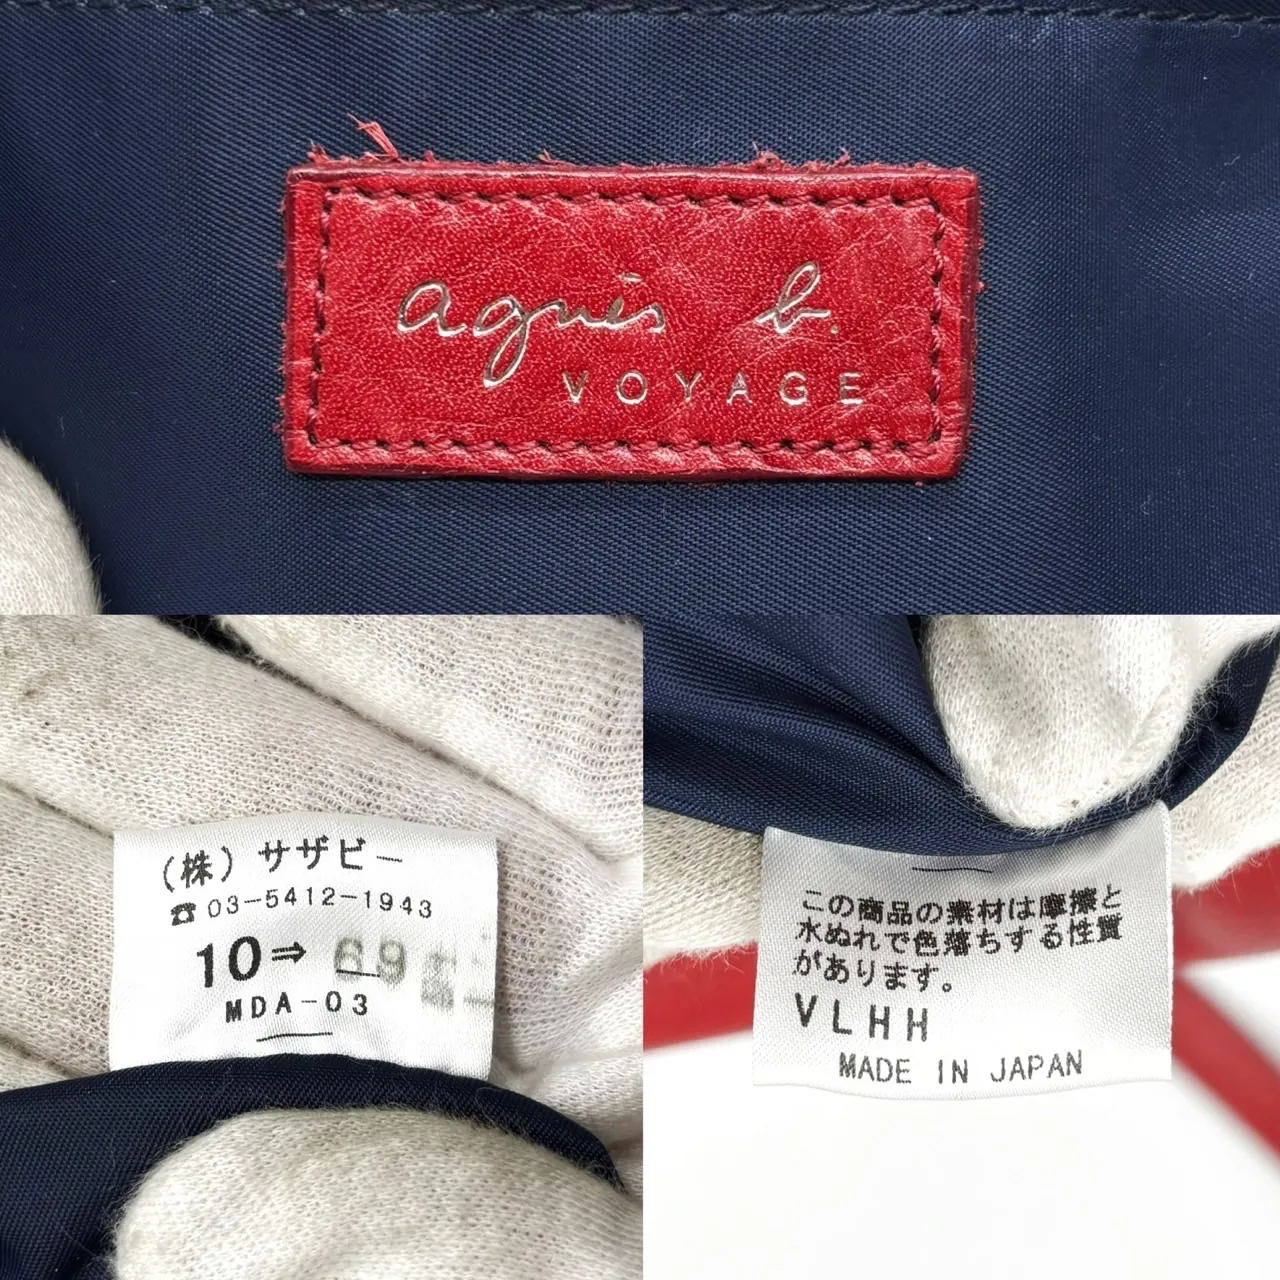 agnès b.
VOYAGE
(株) サザビー
☎03-5412-1943
10⇒ 69
MDA-03
この商品の素材は摩擦と
水ぬれで色落ちする性質
があります。
VLHH
MADE IN JAPAN